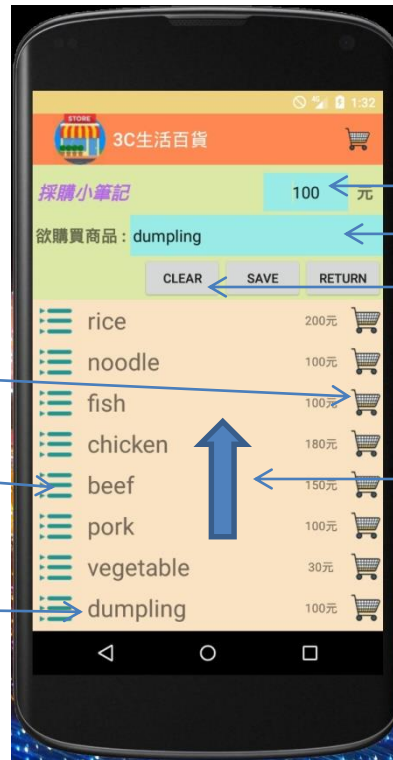 1:32
STORE
3C生活百貨
採購小筆記 100 元
欲購買商品 : dumpling
CLEAR SAVE RETURN
rice 200元
noodle 100元
fish 100元
chicken 180元
beef 150元
pork 100元
vegetable 30元
dumpling 100元